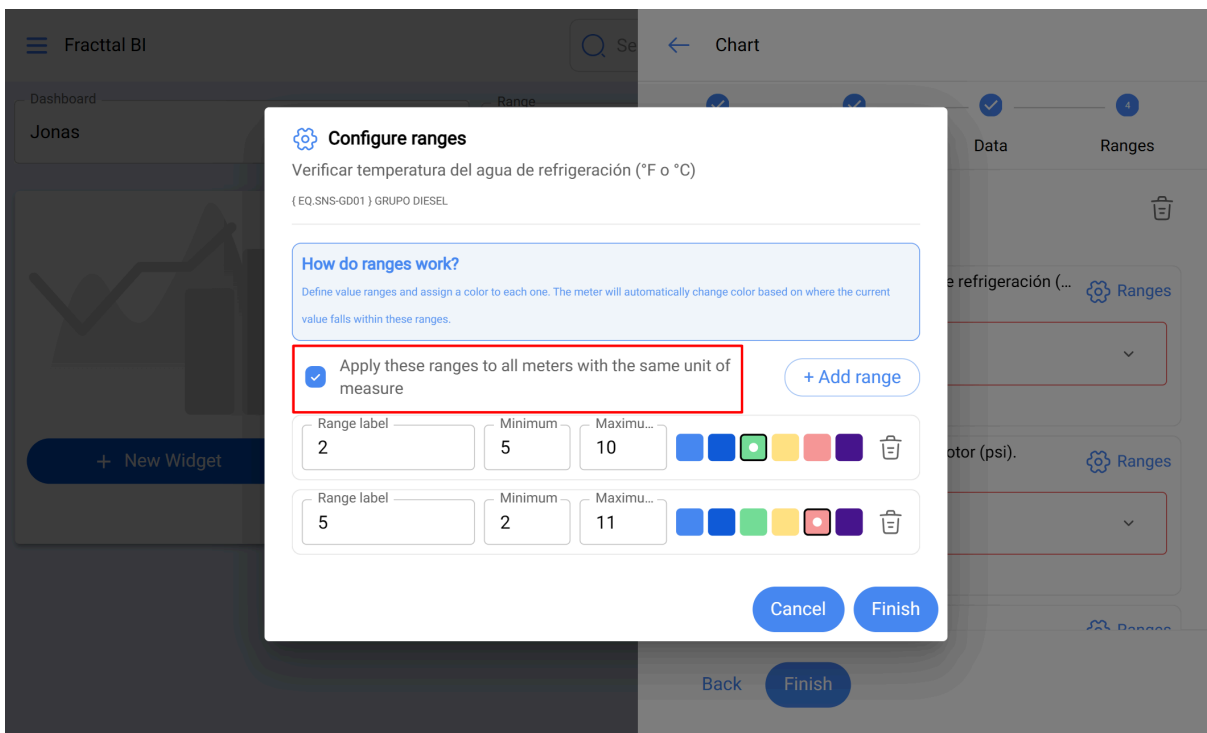 Fracttal BI
Se
Chart
Dashboard
Jonas
Range
4
Data
Ranges
Configure ranges
Verificar temperatura del agua de refrigeración (°F o °C)
{ EQ.SNS-GD01 } GRUPO DIESEL
How do ranges work?
Define value ranges and assign a color to each one. The meter will automatically change color based on where the current
value falls within these ranges.
Apply these ranges to all meters with the same unit of
measure
+ Add range
Range label
2
Minimum
5
Maximu...
10
Range label
5
Minimum
2
Maximu...
11
Cancel
Finish
e refrigeración (...
Ranges
otor (psi).
Ranges
Ranges
+ New Widget
Back
Finish